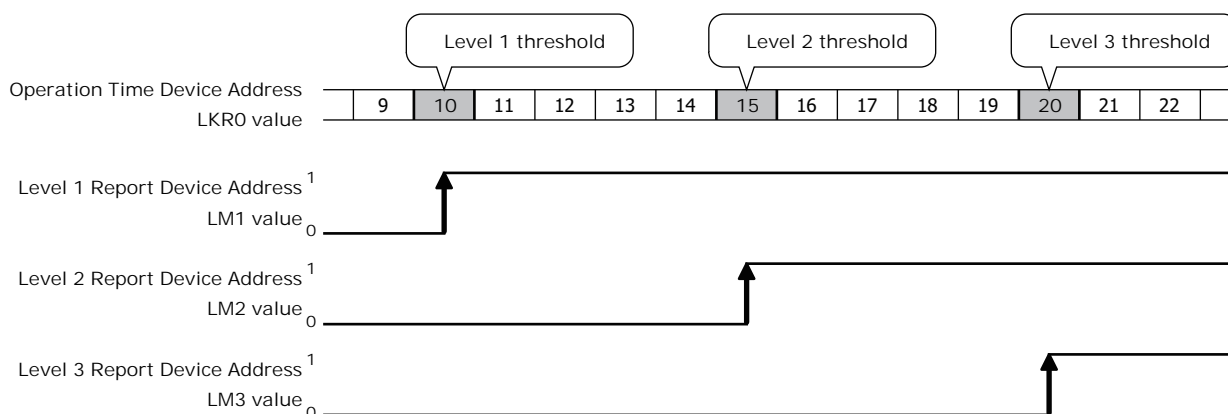 Level 1 threshold
Level 2 threshold
Level 3 threshold
Operation Time Device Address
LKR0 value
9 10 11 12 13 14 15 16 17 18 19 20 21 22
Level 1 Report Device Address 1
LM1 value 0
Level 2 Report Device Address 1
LM2 value 0
Level 3 Report Device Address 1
LM3 value 0